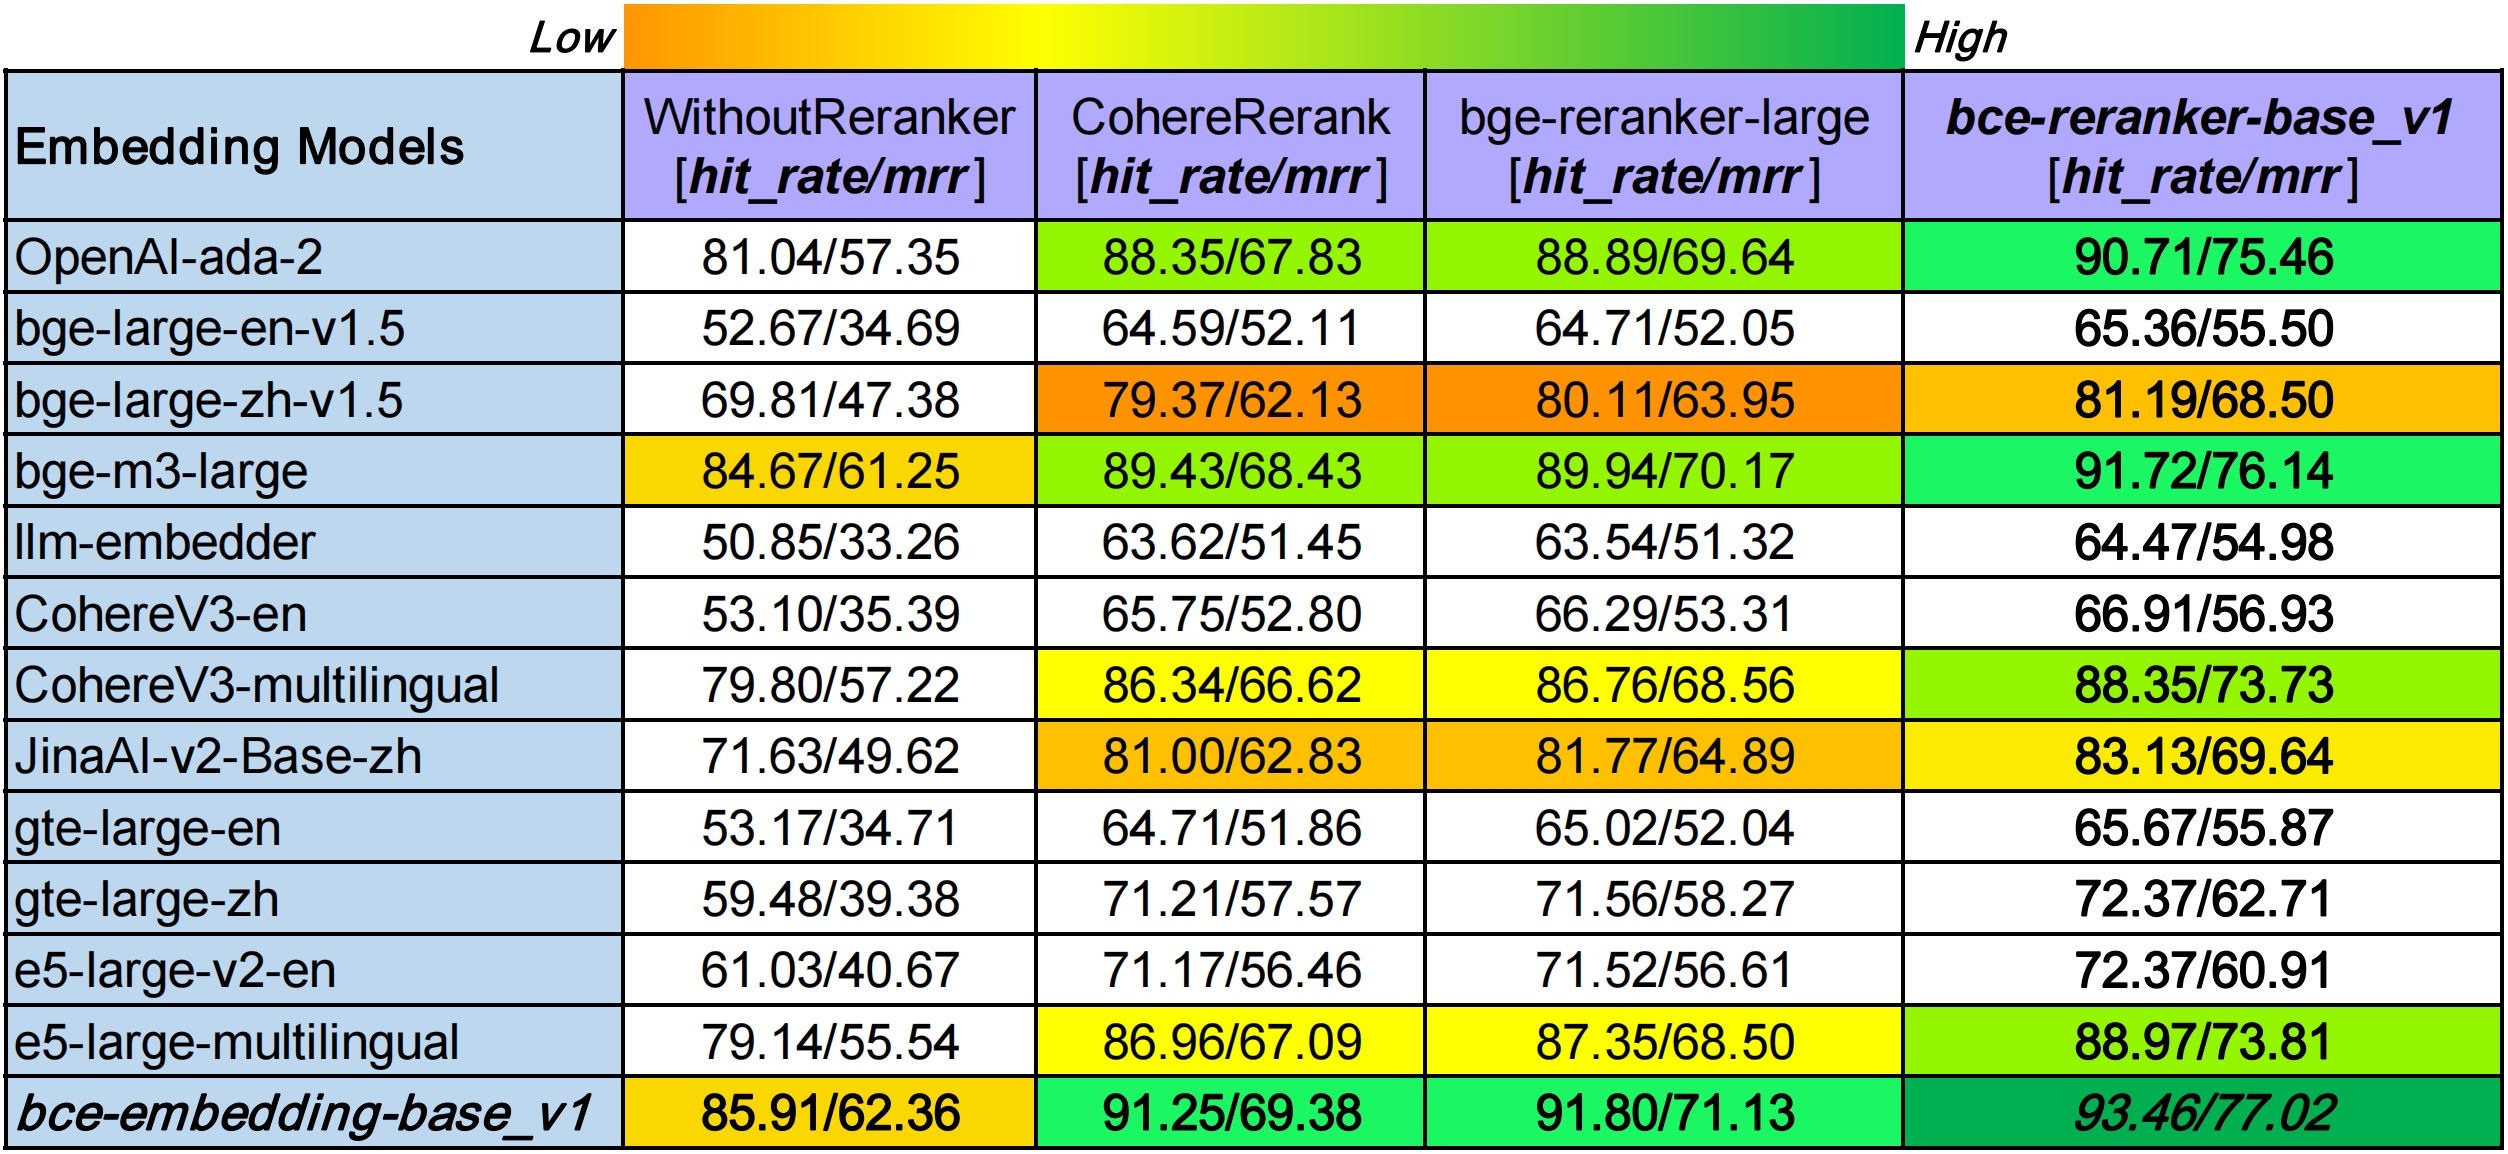 Low High
Embedding Models WithoutReranker [hit_rate/mrr] CohereRerank [hit_rate/mrr] bge-reranker-large [hit_rate/mrr] bce-reranker-base_v1 [hit_rate/mrr]
OpenAI-ada-2 81.04/57.35 88.35/67.83 88.89/69.64 90.71/75.46
bge-large-en-v1.5 52.67/34.69 64.59/52.11 64.71/52.05 65.36/55.50
bge-large-zh-v1.5 69.81/47.38 79.37/62.13 80.11/63.95 81.19/68.50
bge-m3-large 84.67/61.25 89.43/68.43 89.94/70.17 91.72/76.14
llm-embedder 50.85/33.26 63.62/51.45 63.54/51.32 64.47/54.98
CohereV3-en 53.10/35.39 65.75/52.80 66.29/53.31 66.91/56.93
CohereV3-multilingual 79.80/57.22 86.34/66.62 86.76/68.56 88.35/73.73
JinaAI-v2-Base-zh 71.63/49.62 81.00/62.83 81.77/64.89 83.13/69.64
gte-large-en 53.17/34.71 64.71/51.86 65.02/52.04 65.67/55.87
gte-large-zh 59.48/39.38 71.21/57.57 71.56/58.27 72.37/62.71
e5-large-v2-en 61.03/40.67 71.17/56.46 71.52/56.61 72.37/60.91
e5-large-multilingual 79.14/55.54 86.96/67.09 87.35/68.50 88.97/73.81
bce-embedding-base_v1 85.91/62.36 91.25/69.38 91.80/71.13 93.46/77.02